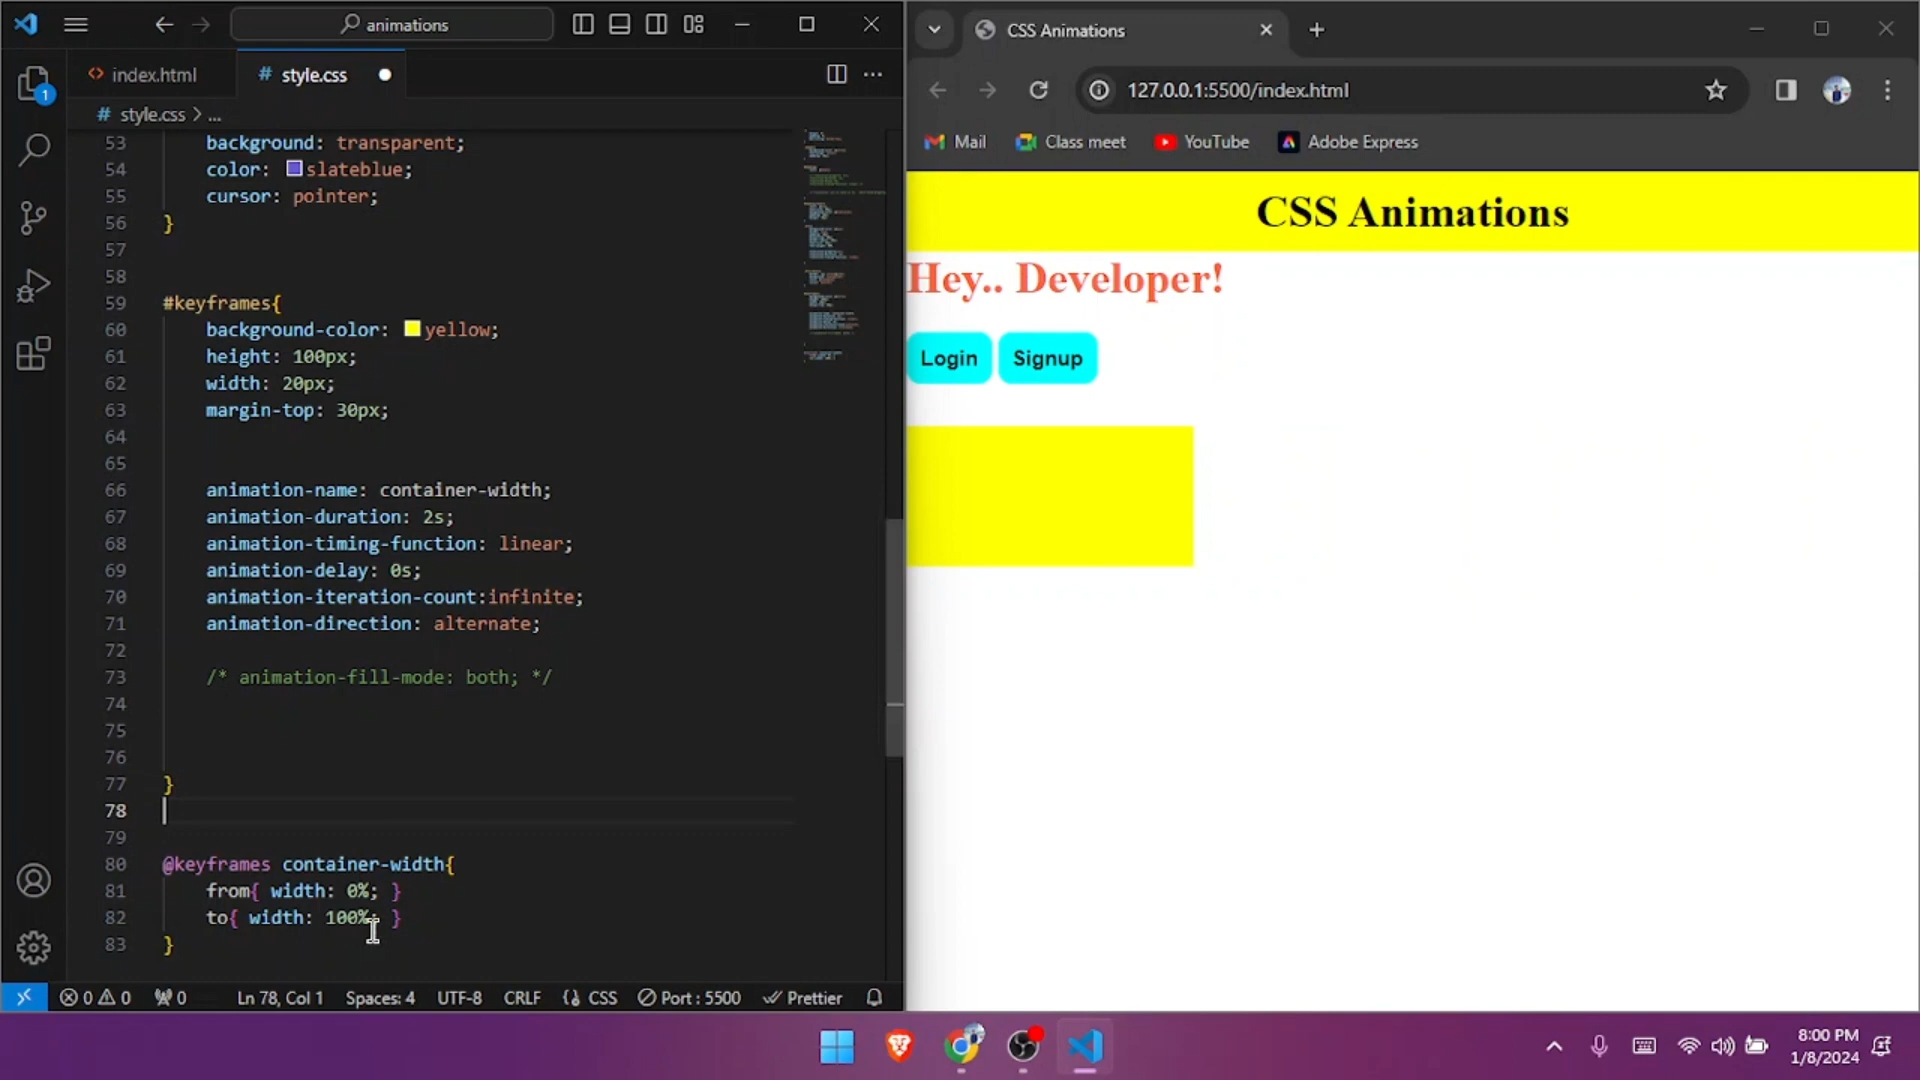 animations
index.html
# style.css
1
# style.css > ...
53 background: transparent;
54 color: slateblue;
55 cursor: pointer;
56 }
57
58
59 #keyframes{
60 background-color: yellow;
61 height: 100px;
62 width: 20px;
63 margin-top: 30px;
64
65
66 animation-name: container-width;
67 animation-duration: 2s;
68 animation-timing-function: linear;
69 animation-delay: 0s;
70 animation-iteration-count:infinite;
71 animation-direction: alternate;
72
73 /* animation-fill-mode: both; */
74
75
76
77 }
78
79
80 @keyframes container-width{
81 from{ width: 0%; }
82 to{ width: 100%; }
83 }
0 0 0 Ln 78, Col 1 Spaces: 4 UTF-8 CRLF CSS Port : 5500 Prettier
CSS Animations
127.0.0.1:5500/index.html
Mail Class meet YouTube Adobe Express
CSS Animations
Hey.. Developer!
Login Signup
8:00 PM
1/8/2024